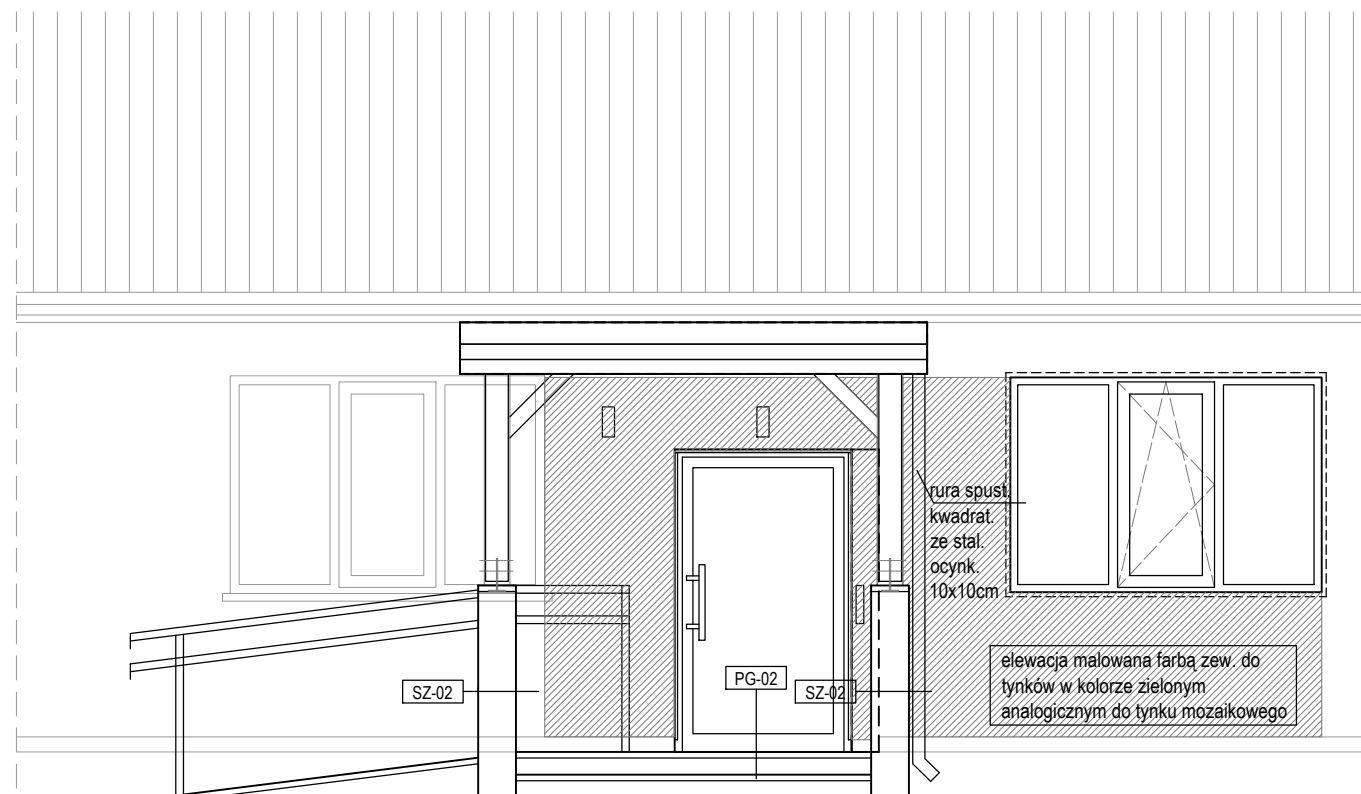 rura spust.
kwadrat.
ze stal.
ocynk.
10x10cm
elewacja malowana farbą zew. do
tynków w kolorze zielonym
analogicznym do tynku mozaikowego
SZ-02
PG-02
SZ-02